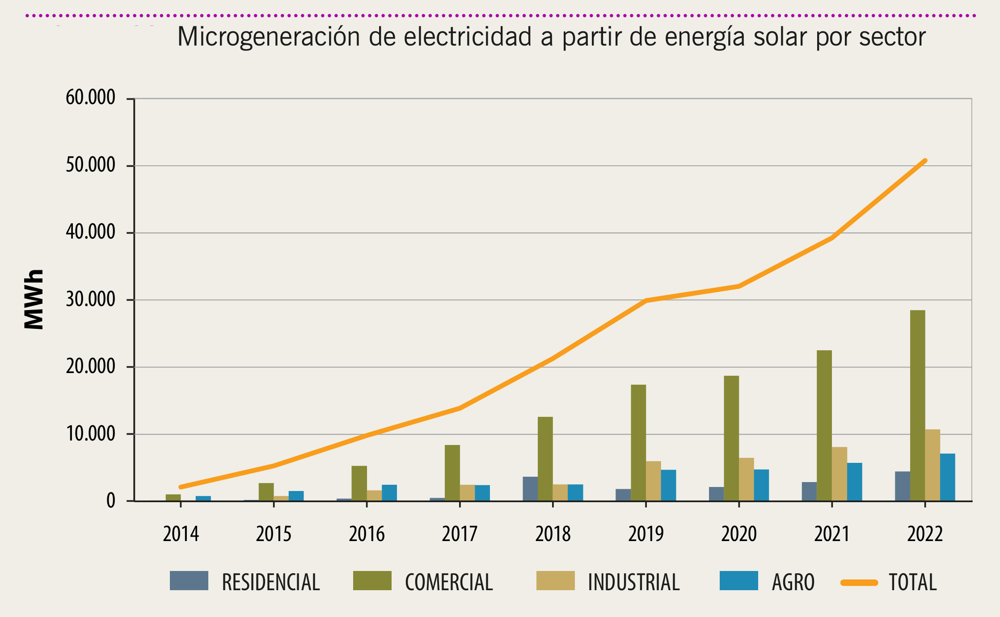 Microgeneración de electricidad a partir de energía solar por sector
60.000
50.000
40.000
30.000
20.000
10.000
0
MWh
2014 2015 2016 2017 2018 2019 2020 2021 2022
RESIDENCIAL COMERCIAL INDUSTRIAL AGRO TOTAL